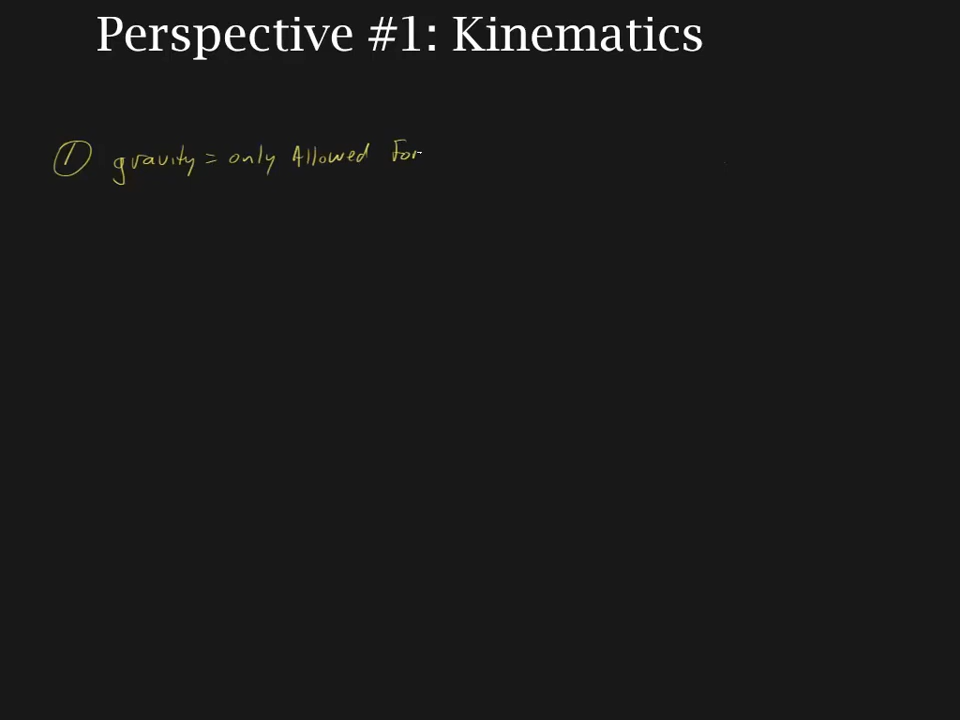 Perspective #1: Kinematics
① gravity = only Allowed For